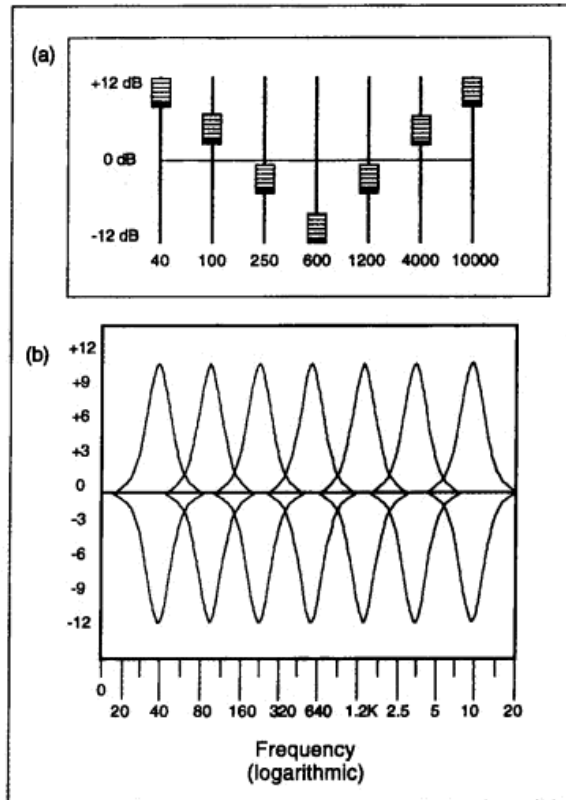 (a)
+12 dB
0 dB
-12 dB
40 100 250 600 1200 4000 10000
(b)
+12
+9
+6
+3
0
-3
-6
-9
-12
0
20 40 80 160 320 640 1.2K 2.5 5 10 20
Frequency
(logarithmic)